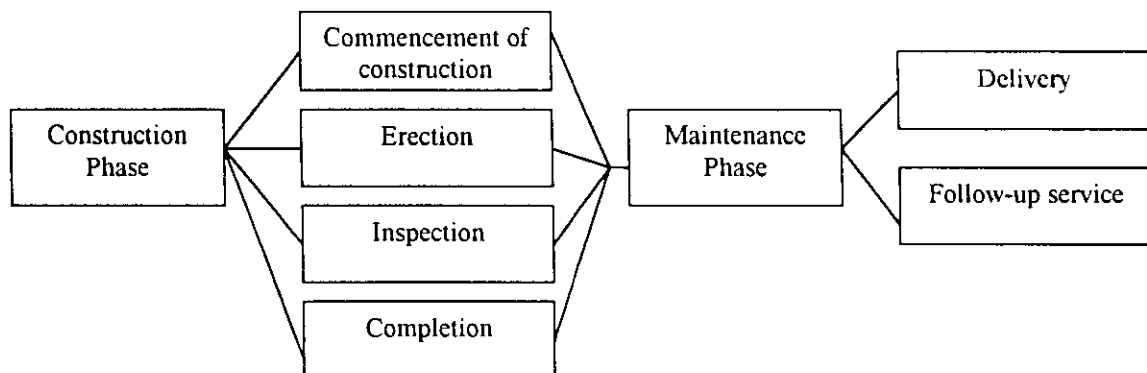 Construction
Phase
Commencement of
construction
Erection
Inspection
Completion
Maintenance
Phase
Delivery
Follow-up service